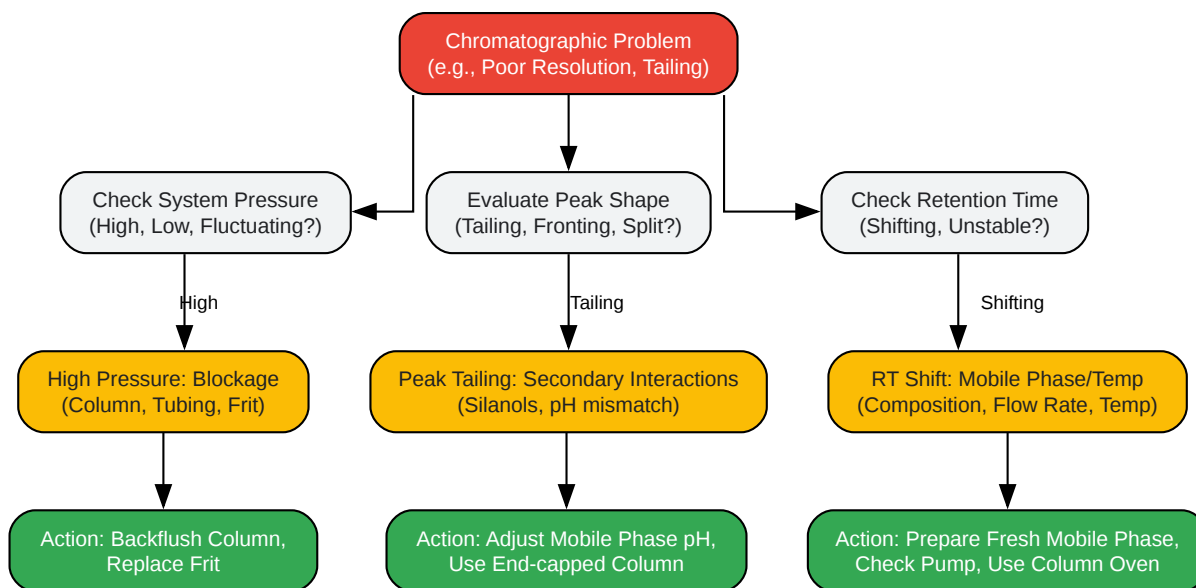 Chromatographic Problem
(e.g., Poor Resolution, Tailing)
Check System Pressure
(High, Low, Fluctuating?)
Evaluate Peak Shape
(Tailing, Fronting, Split?)
Check Retention Time
(Shifting, Unstable?)
High
Tailing
Shifting
High Pressure: Blockage
(Column, Tubing, Frit)
Peak Tailing: Secondary Interactions
(Silanols, pH mismatch)
RT Shift: Mobile Phase/Temp
(Composition, Flow Rate, Temp)
Action: Backflush Column,
Replace Frit
Action: Adjust Mobile Phase pH,
Use End-capped Column
Action: Prepare Fresh Mobile Phase,
Check Pump, Use Column Oven